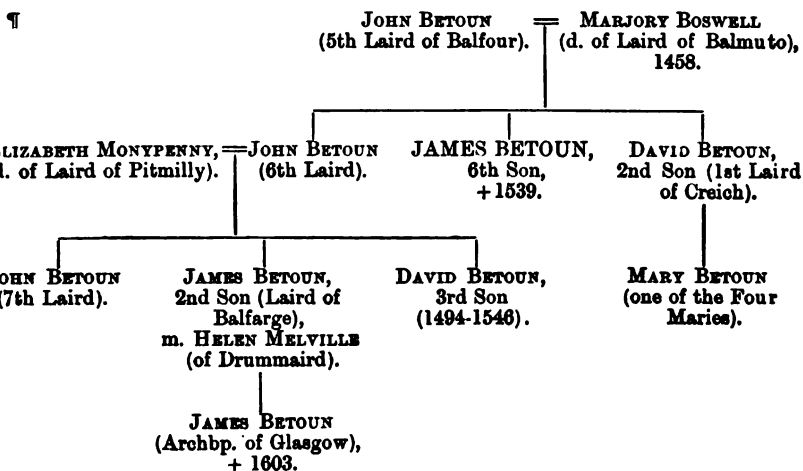 ¶
JOHN BETOUN = MARJORY BOSWELL
(5th Laird of Balfour). (d. of Laird of Balmuto),
1458.
LIZABETH MONYPENNY, = JOHN BETOUN JAMES BETOUN, DAVID BETOUN,
. of Laird of Pitmilly). (6th Laird). 6th Son, 2nd Son (1st Laird
+ 1539. of Creich).
OHN BETOUN JAMES BETOUN, DAVID BETOUN, MARY BETOUN
(7th Laird). 2nd Son (Laird of 3rd Son (one of the Four
Balfarge), (1494-1546). Maries).
m. HELEN MELVILLE
(of Drummaird).
JAMES BETOUN
(Archbp. of Glasgow),
+ 1603.